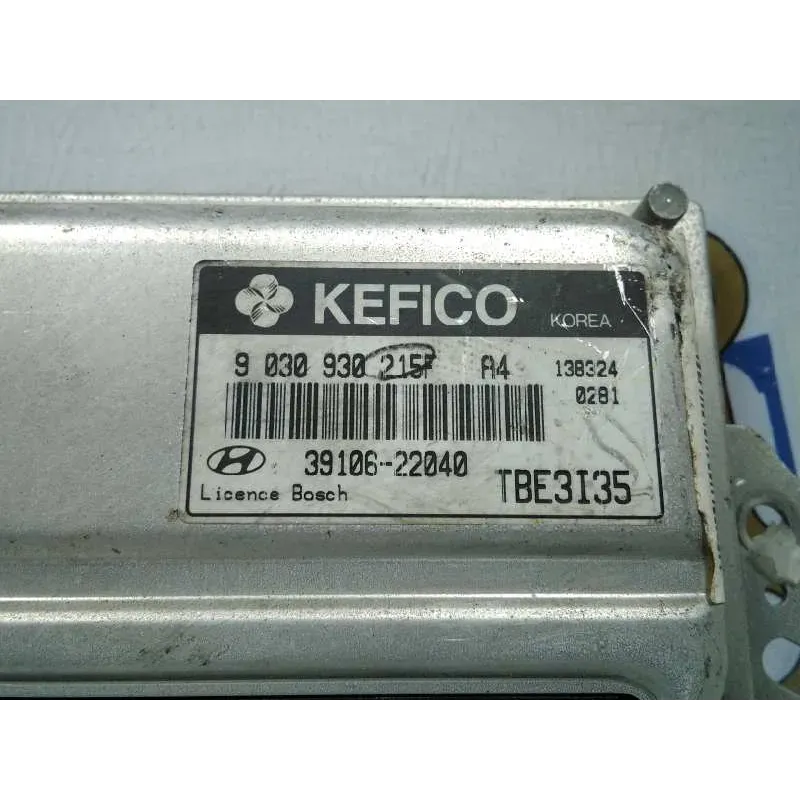 KEFICO KOREA
9 030 930 215F A4 138324
0281
39106-22040
Licence Bosch TBE3I35